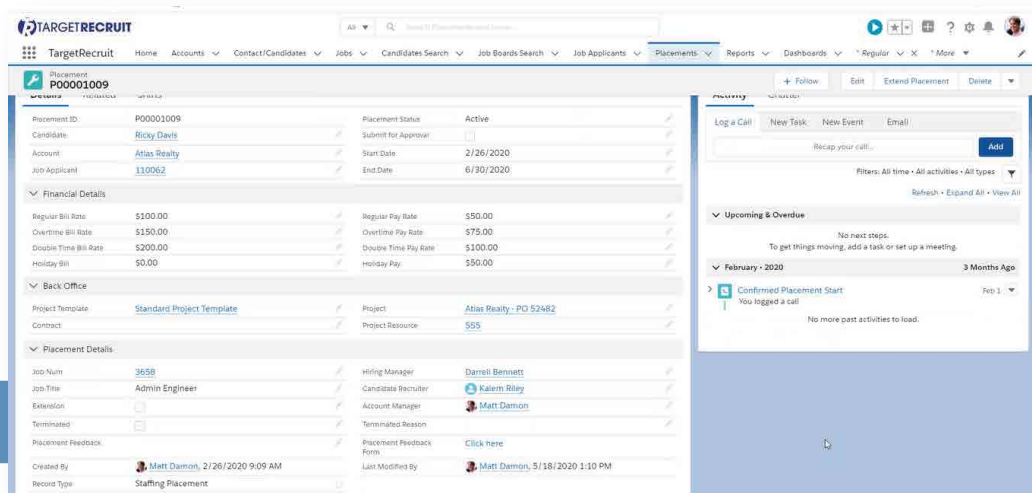 TARGETRECRUIT
All
TargetRecruit Home Accounts Contact/Candidates Jobs Candidates Search Job Boards Search Job Applicants Placements Reports Dashboards * Regular * More
Placement
P00001009
+ Follow Edit Extend Placement Delete
Details Related Shifts
Activity Chatter
Placement ID P00001009 Placement Status Active
Candidate Ricky Davis Submit for Approval
Account Atlas Realty Start Date 2/26/2020
Job Applicant 110062 End Date 6/30/2020
Financial Details
Regular Bill Rate $100.00 Regular Pay Rate $50.00
Overtime Bill Rate $150.00 Overtime Pay Rate $75.00
Double Time Bill Rate $200.00 Double Time Pay Rate $100.00
Holiday Bill $0.00 Holiday Pay $50.00
Back Office
Project Template Standard Project Template Project Atlas Realty - PO 52482
Contract Project Resource 555
Placement Details
Job Num 3658 Hiring Manager Darrell Bennett
Job Title Admin Engineer Candidate Recruiter Kalem Riley
Extension Account Manager Matt Damon
Terminated Terminated Reason
Placement Feedback Placement Feedback Form Click here
Created By Matt Damon, 2/26/2020 9:09 AM Last Modified By Matt Damon, 5/18/2020 1:10 PM
Record Type Staffing Placement
Log a Call New Task New Event Email
Recap your call... Add
Filters: All time • All activities • All types
Refresh • Expand All • View All
Upcoming & Overdue
No next steps.
To get things moving, add a task or set up a meeting.
February • 2020 3 Months Ago
Confirmed Placement Start Feb 1
You logged a call
No more past activities to load.